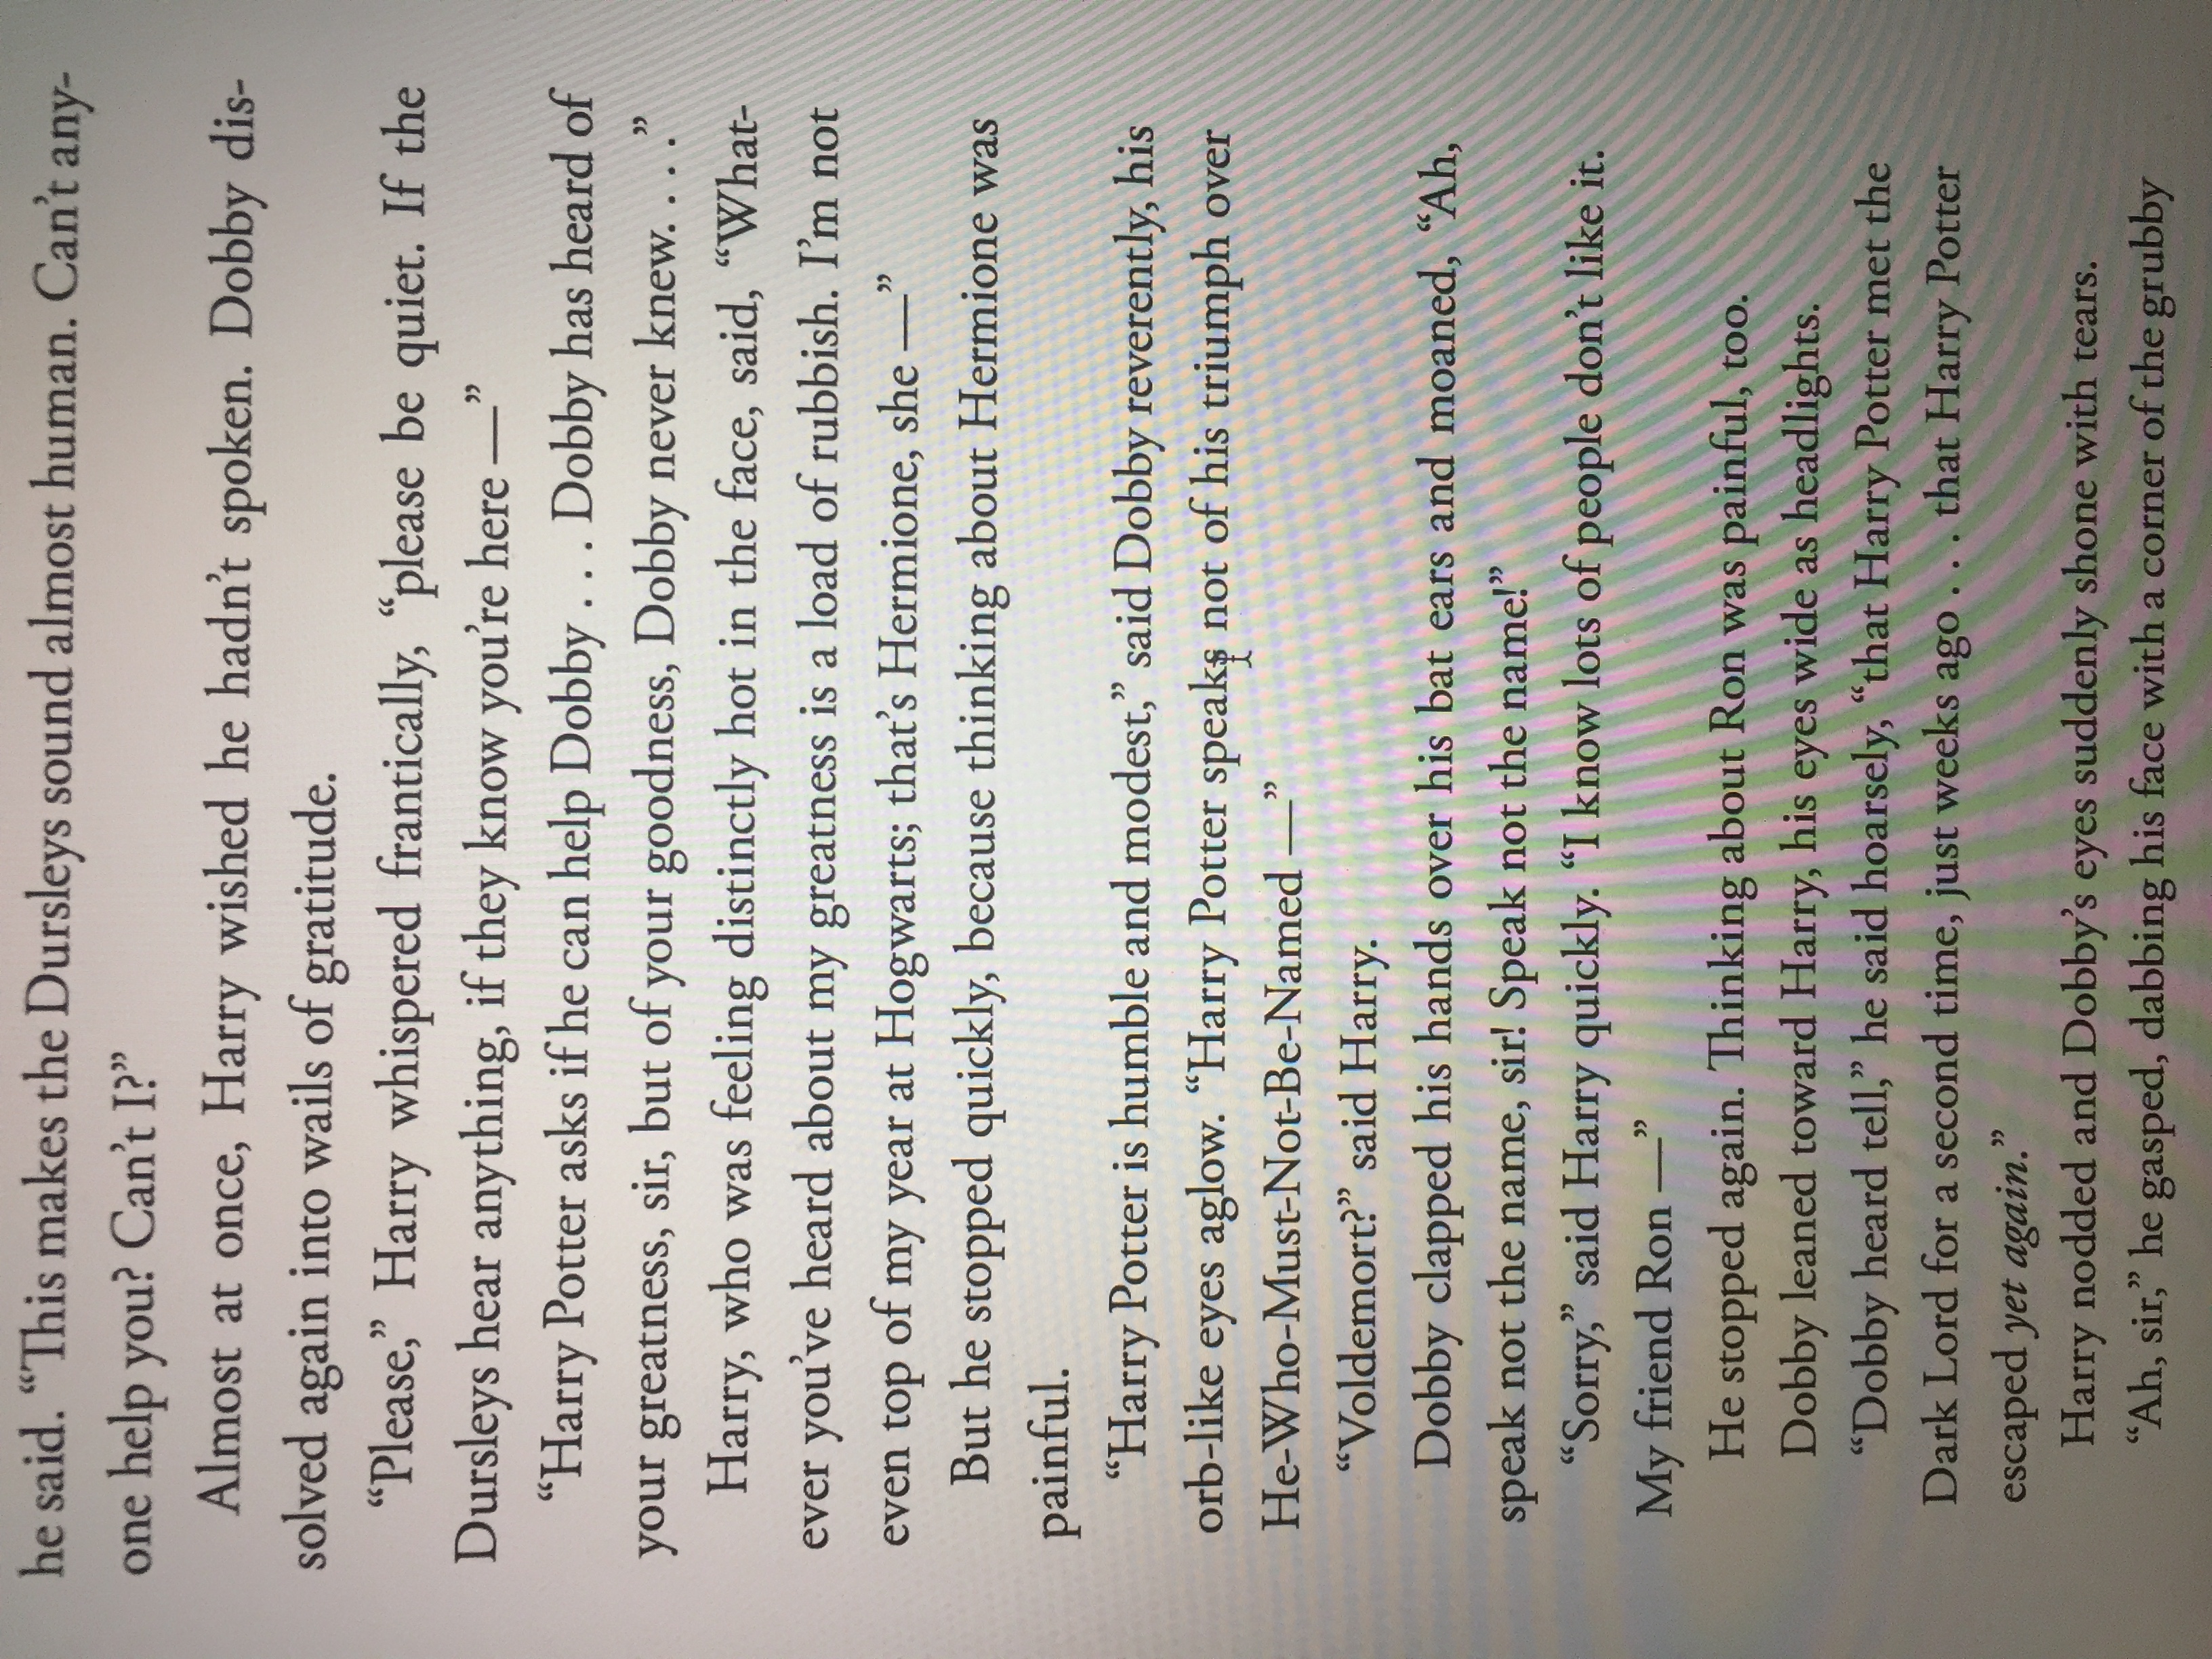 he said. “This makes the Dursleys sound almost human. Can’t any-
one help you? Can’t I?”
Almost at once, Harry wished he hadn’t spoken. Dobby dis-
solved again into wails of gratitude.
“Please,” Harry whispered frantically, “please be quiet. If the
Dursleys hear anything, if they know you’re here —”
“Harry Potter asks if he can help Dobby . . . Dobby has heard of
your greatness, sir, but of your goodness, Dobby never knew. . . .”
Harry, who was feeling distinctly hot in the face, said, “What-
ever you’ve heard about my greatness is a load of rubbish. I’m not
even top of my year at Hogwarts; that’s Hermione, she —”
But he stopped quickly, because thinking about Hermione was
painful.
“Harry Potter is humble and modest,” said Dobby reverently, his
orb-like eyes aglow. “Harry Potter speaks not of his triumph over
He-Who-Must-Not-Be-Named —”
“Voldemort?” said Harry.
Dobby clapped his hands over his bat ears and moaned, “Ah,
speak not the name, sir! Speak not the name!”
“Sorry,” said Harry quickly. “I know lots of people don’t like it.
My friend Ron —”
He stopped again. Thinking about Ron was painful, too.
Dobby leaned toward Harry, his eyes wide as headlights.
“Dobby heard tell,” he said hoarsely, “that Harry Potter met the
Dark Lord for a second time, just weeks ago . . . that Harry Potter
escaped yet again.”
Harry nodded and Dobby’s eyes suddenly shone with tears.
“Ah, sir,” he gasped, dabbing his face with a corner of the grubby